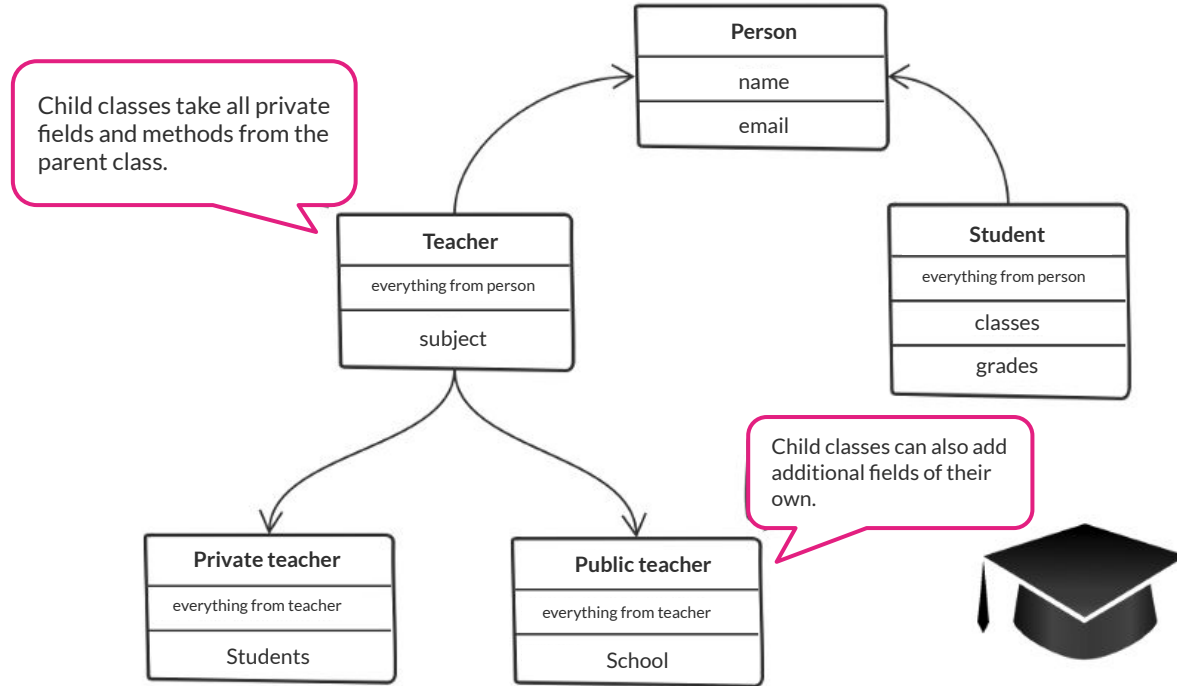 Person
name
email
Child classes take all private
fields and methods from the
parent class.
Teacher
everything from person
subject
Student
everything from person
classes
grades
Child classes can also add
additional fields of their
own.
Private teacher
everything from teacher
Students
Public teacher
everything from teacher
School